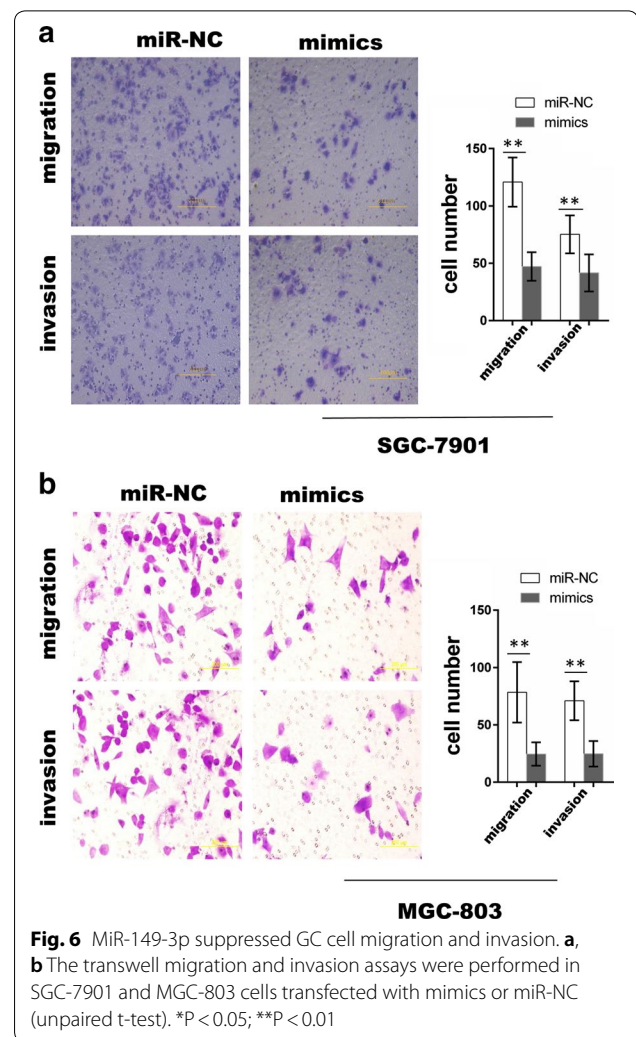 a
miR-NC
mimics
migration
invasion
miR-NC
mimics
cell number
150
100
50
0
**
**
migration
invasion
SGC-7901
b
miR-NC
mimics
migration
invasion
miR-NC
mimics
cell number
150
100
50
0
**
**
migration
invasion
MGC-803
Fig. 6 MiR-149-3p suppressed GC cell migration and invasion. a,
b The transwell migration and invasion assays were performed in
SGC-7901 and MGC-803 cells transfected with mimics or miR-NC
(unpaired t-test). *P < 0.05; **P < 0.01